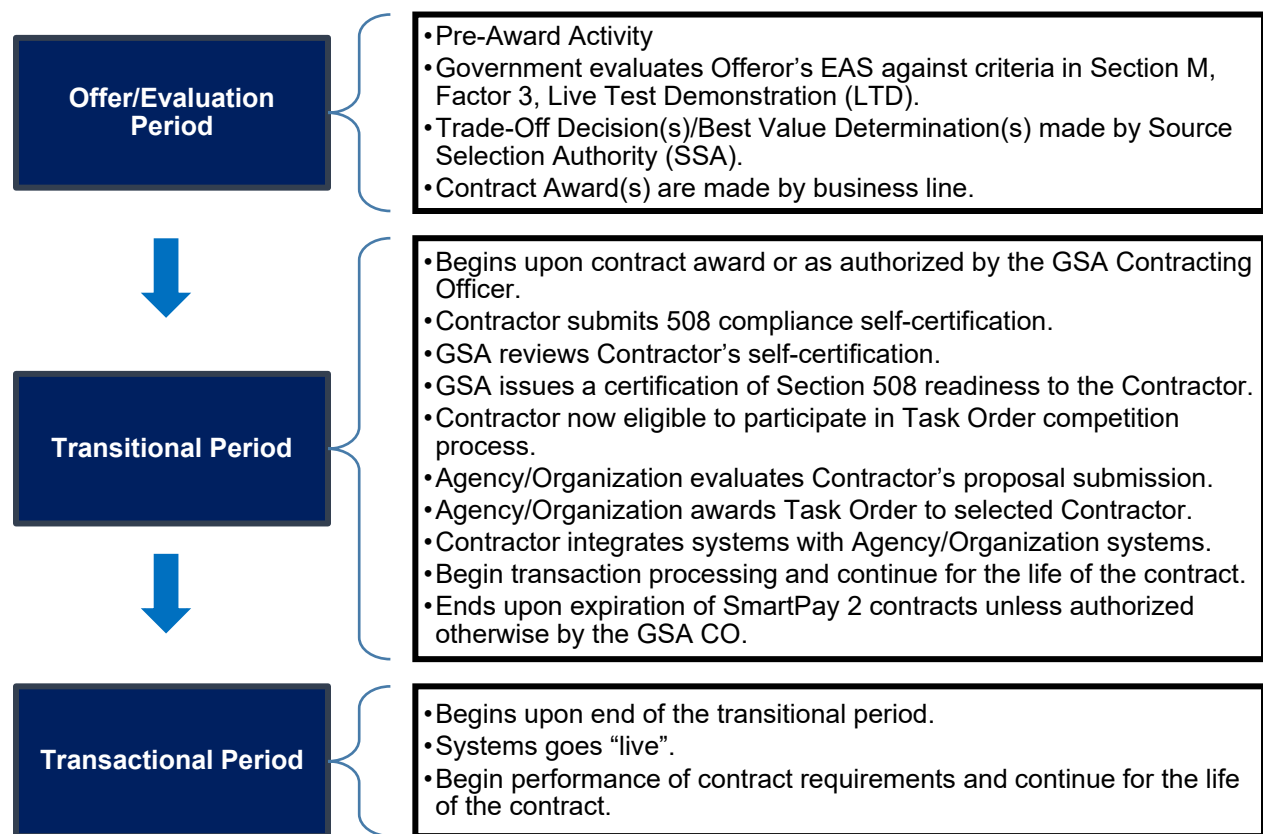 Offer/Evaluation
Period
•Pre-Award Activity
•Government evaluates Offeror’s EAS against criteria in Section M,
Factor 3, Live Test Demonstration (LTD).
•Trade-Off Decision(s)/Best Value Determination(s) made by Source
Selection Authority (SSA).
•Contract Award(s) are made by business line.
Transitional Period
•Begins upon contract award or as authorized by the GSA Contracting
Officer.
•Contractor submits 508 compliance self-certification.
•GSA reviews Contractor’s self-certification.
•GSA issues a certification of Section 508 readiness to the Contractor.
•Contractor now eligible to participate in Task Order competition
process.
•Agency/Organization evaluates Contractor’s proposal submission.
•Agency/Organization awards Task Order to selected Contractor.
•Contractor integrates systems with Agency/Organization systems.
•Begin transaction processing and continue for the life of the contract.
•Ends upon expiration of SmartPay 2 contracts unless authorized
otherwise by the GSA CO.
Transactional Period
•Begins upon end of the transitional period.
•Systems goes “live”.
•Begin performance of contract requirements and continue for the life
of the contract.